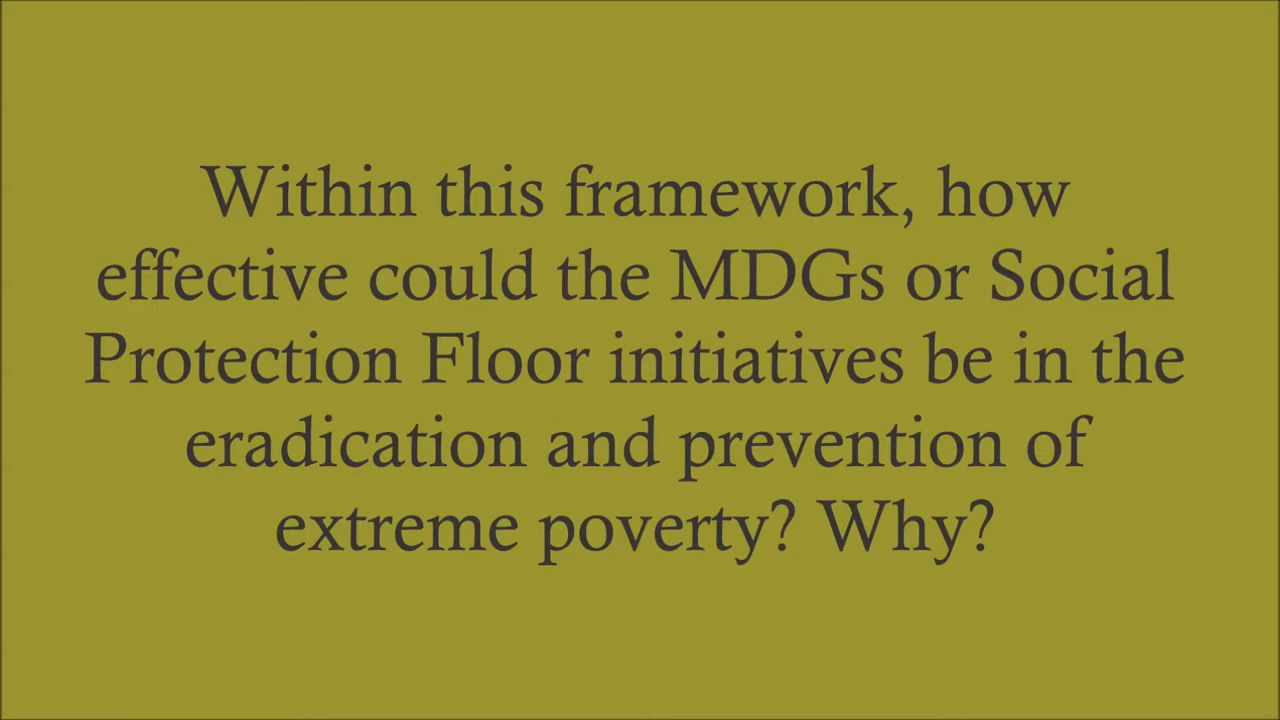 Within this framework, how
effective could the MDGs or Social
Protection Floor initiatives be in the
eradication and prevention of
extreme poverty? Why?